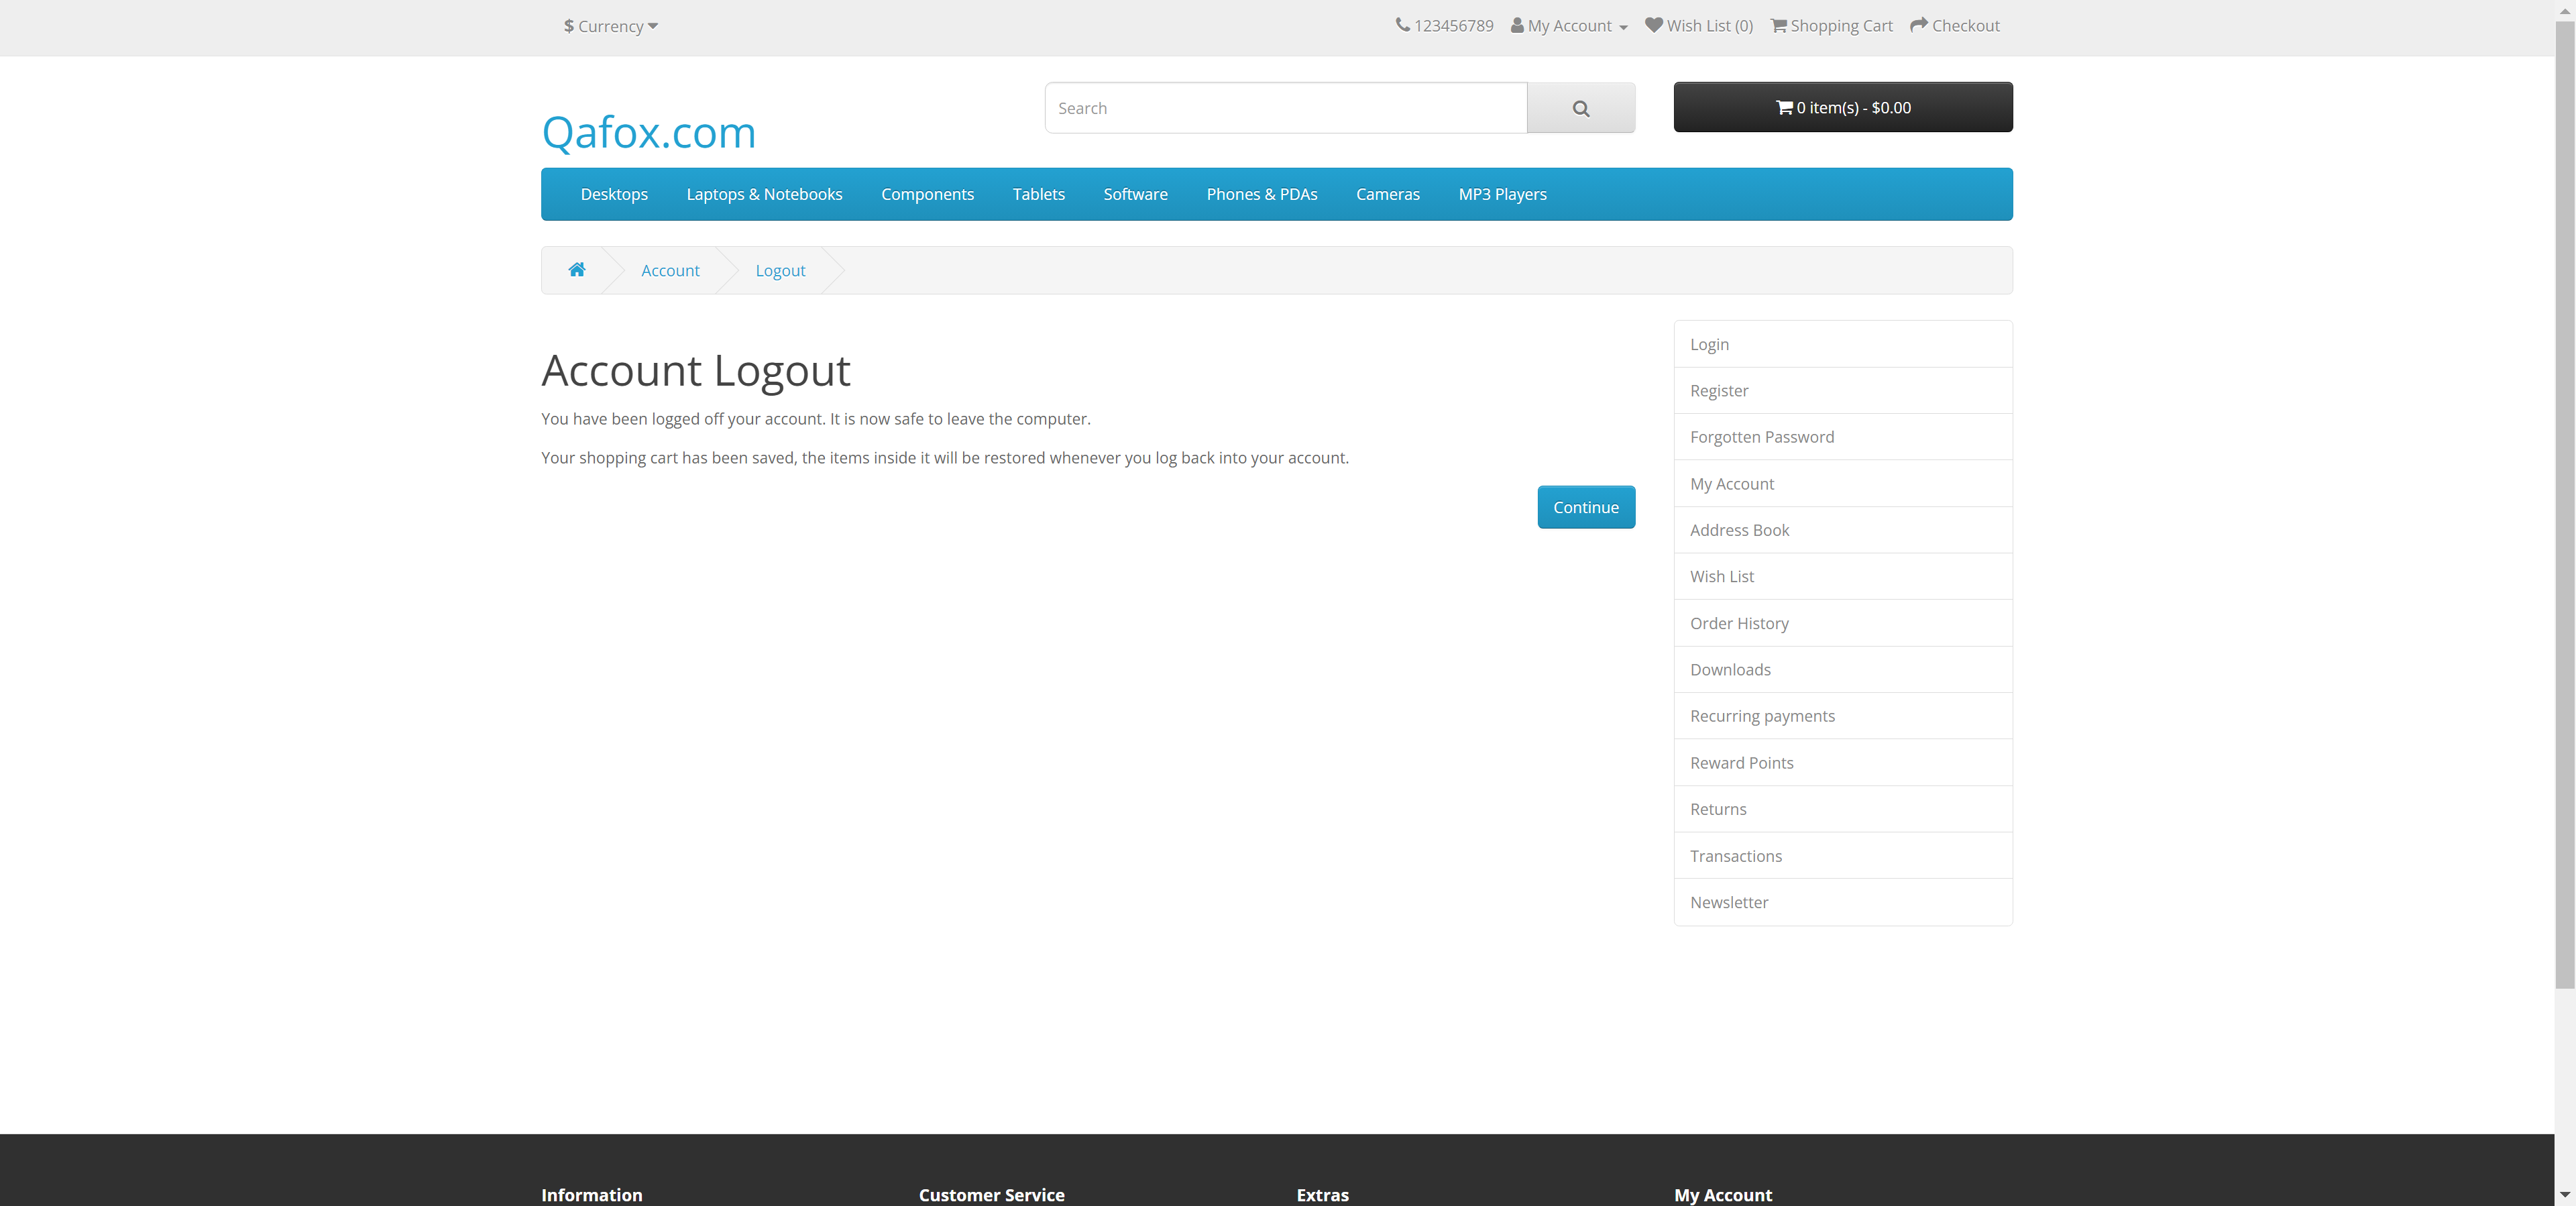 $ Currency
123456789 My Account Wish List (0) Shopping Cart Checkout
Qafox.com
Search
0 item(s) - $0.00
Desktops Laptops & Notebooks Components Tablets Software Phones & PDAs Cameras MP3 Players
Account Logout
Account Logout
You have been logged off your account. It is now safe to leave the computer.
Your shopping cart has been saved, the items inside it will be restored whenever you log back into your account.
Continue
Login
Register
Forgotten Password
My Account
Address Book
Wish List
Order History
Downloads
Recurring payments
Reward Points
Returns
Transactions
Newsletter
Information Customer Service Extras My Account